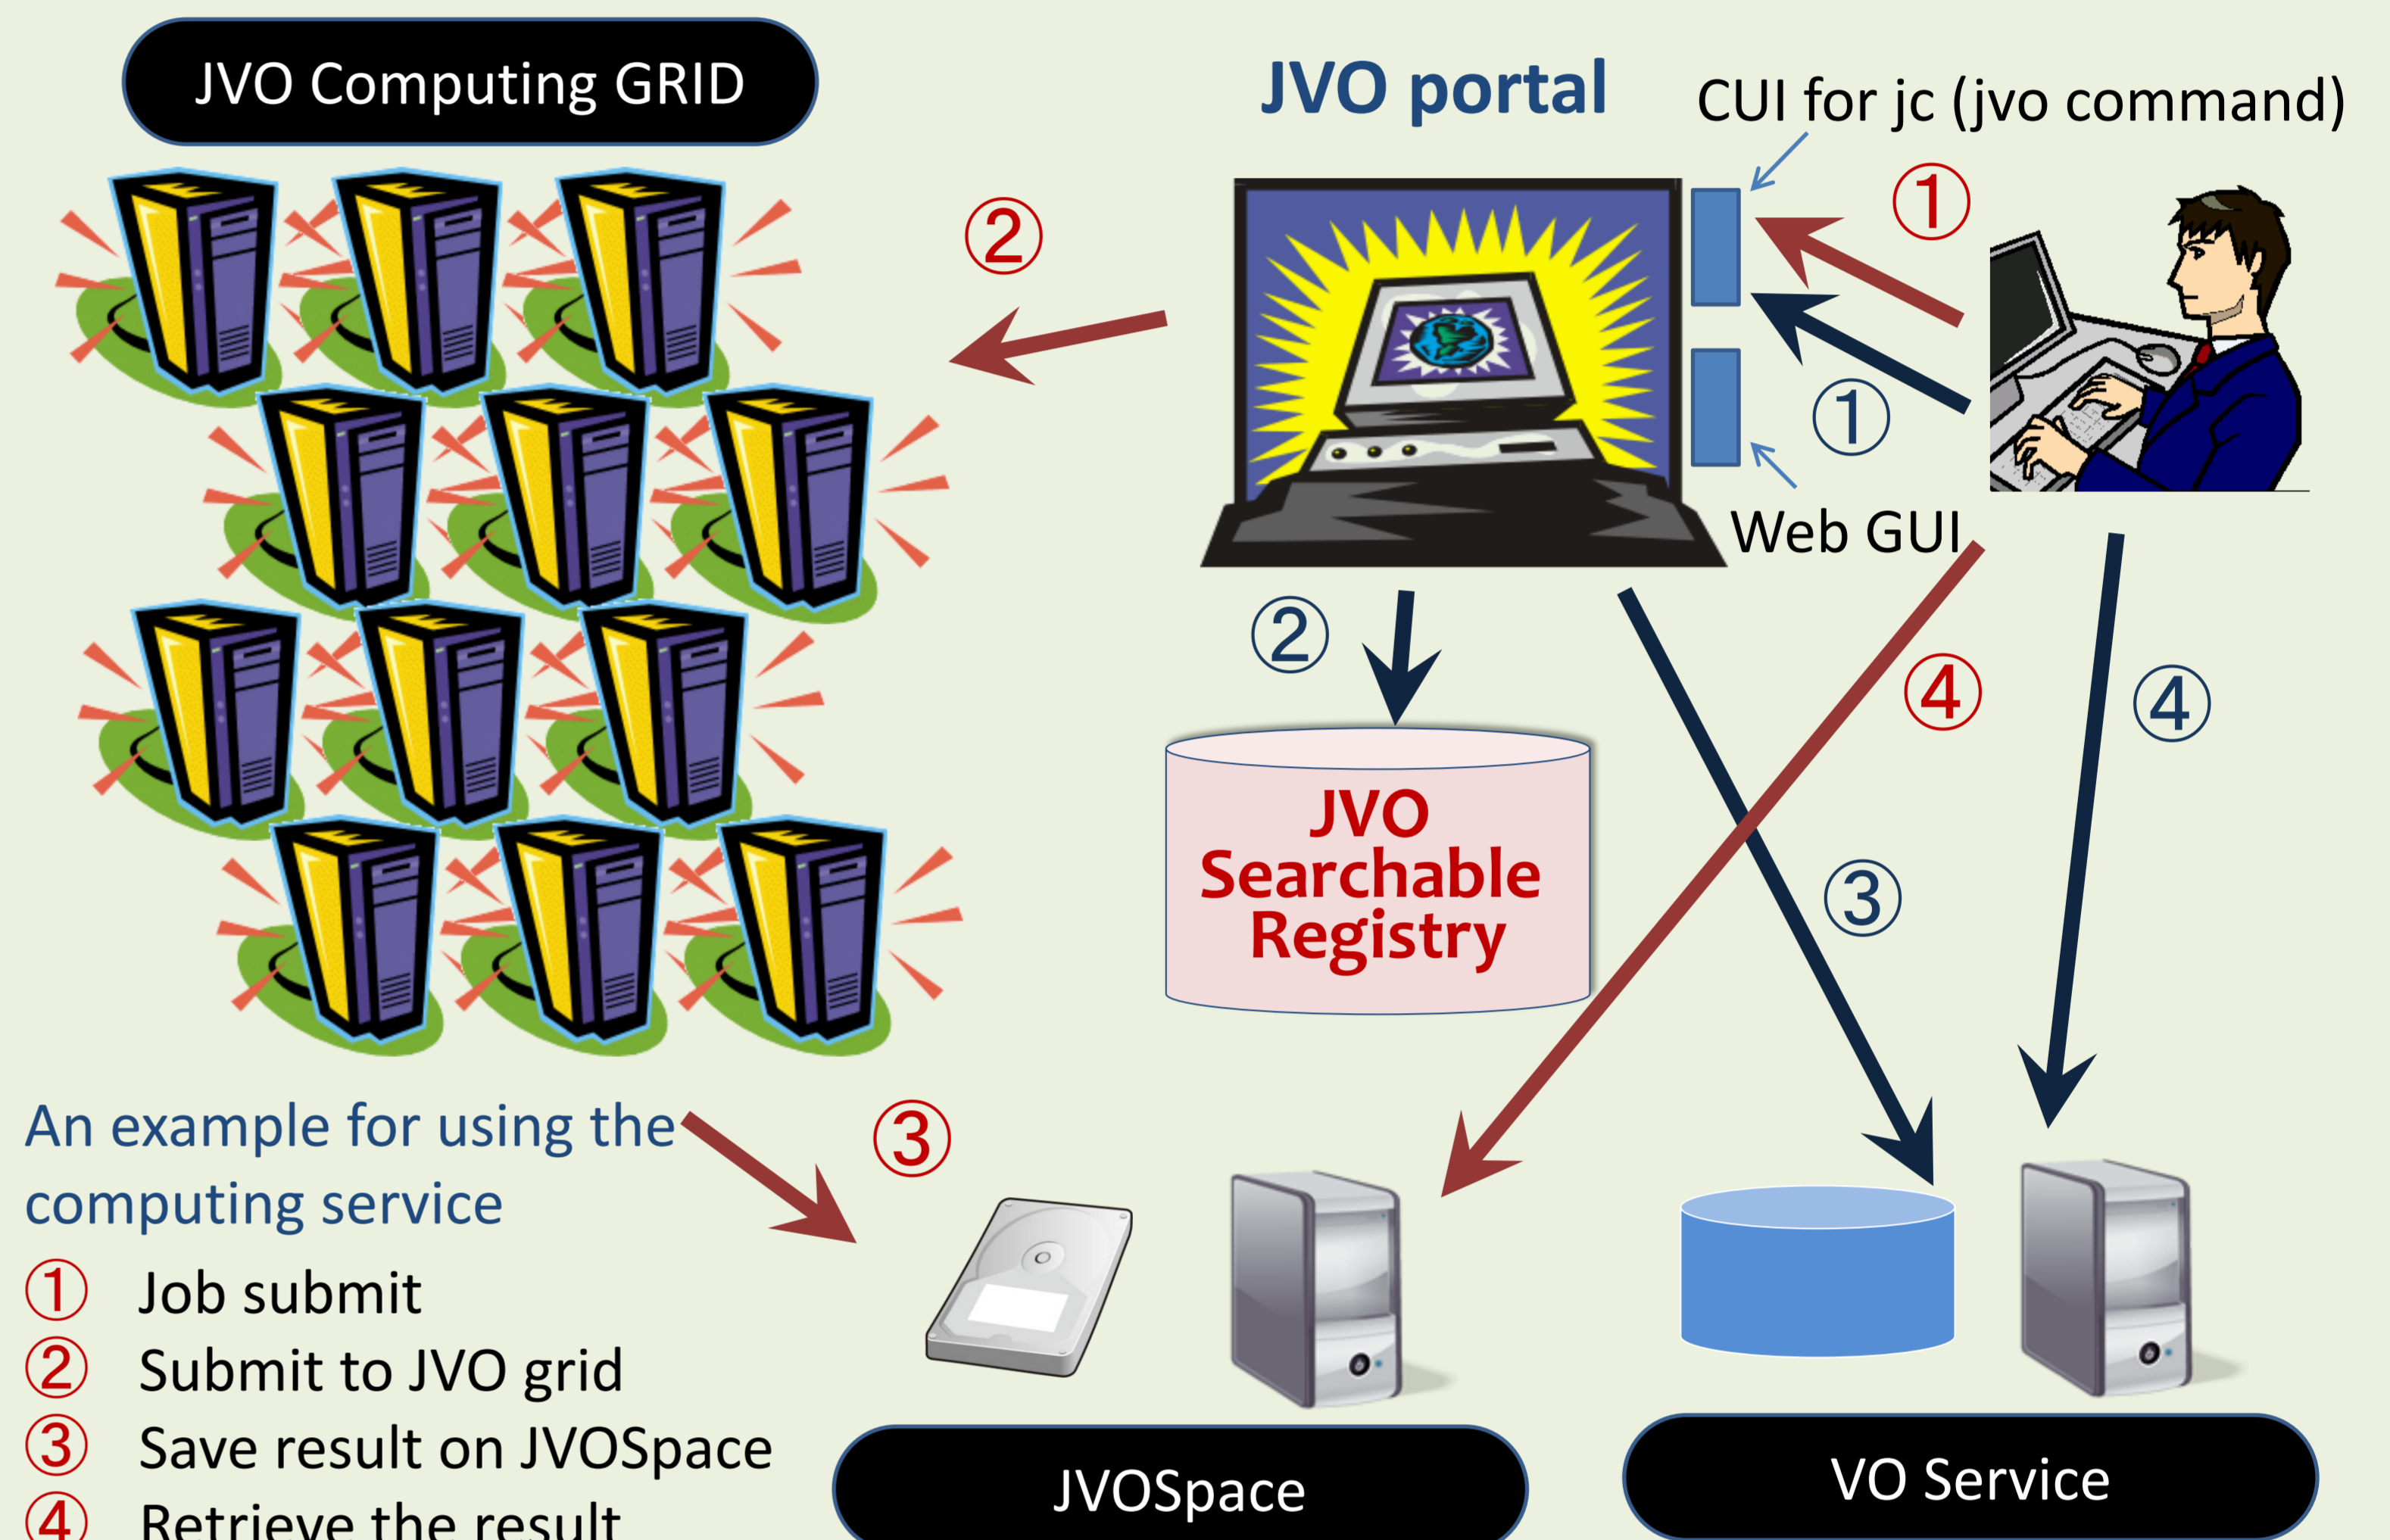 JVO Computing GRID
JVO portal
CUI for jc (jvo command)
①
②
①
Web GUI
②
④
④
JVO
Searchable
Registry
③
③
An example for using the
computing service
① Job submit
② Submit to JVO grid
③ Save result on JVOSpace
④ Retrieve the result
JVOSpace
VO Service